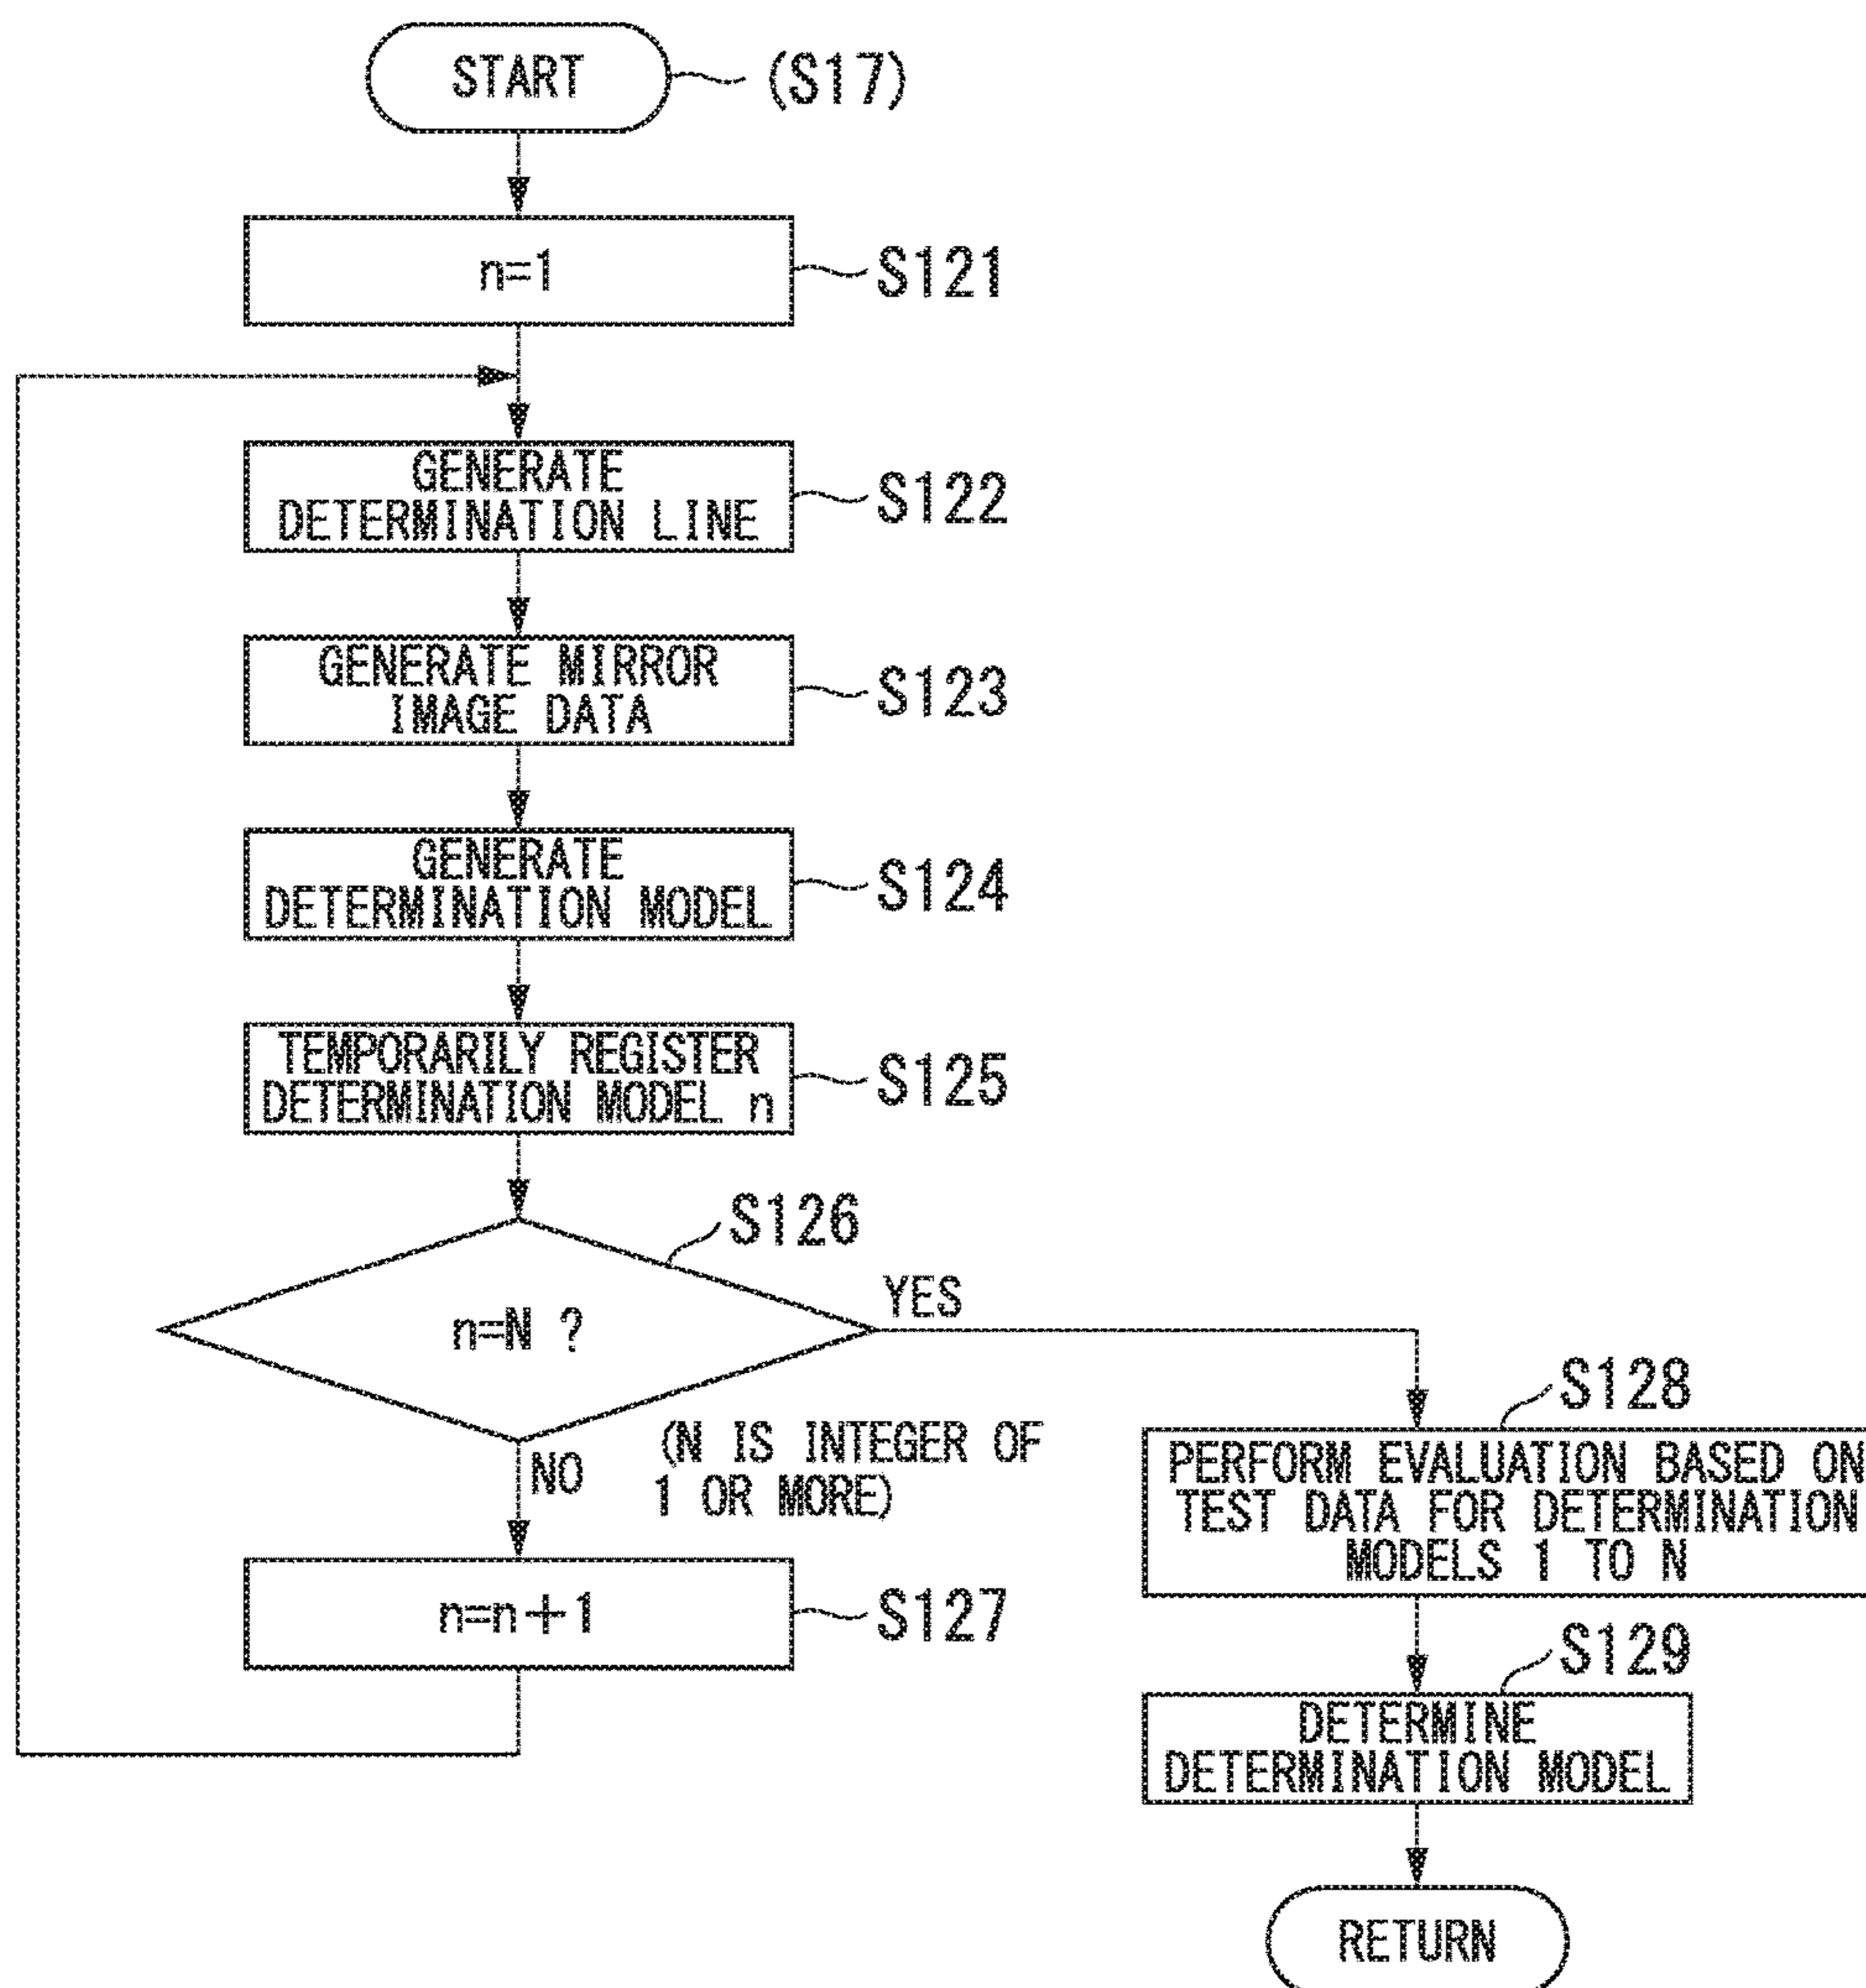 START
(S17)
n=1
S121
GENERATE
DETERMINATION LINE
S122
GENERATE MIRROR
IMAGE DATA
S123
GENERATE
DETERMINATION MODEL
S124
TEMPORARILY REGISTER
DETERMINATION MODEL n
S125
S126
n=N ?
YES
NO
(N IS INTEGER OF
1 OR MORE)
n=n+1
S127
S128
PERFORM EVALUATION BASED ON
TEST DATA FOR DETERMINATION
MODELS 1 TO N
S129
DETERMINE
DETERMINATION MODEL
RETURN